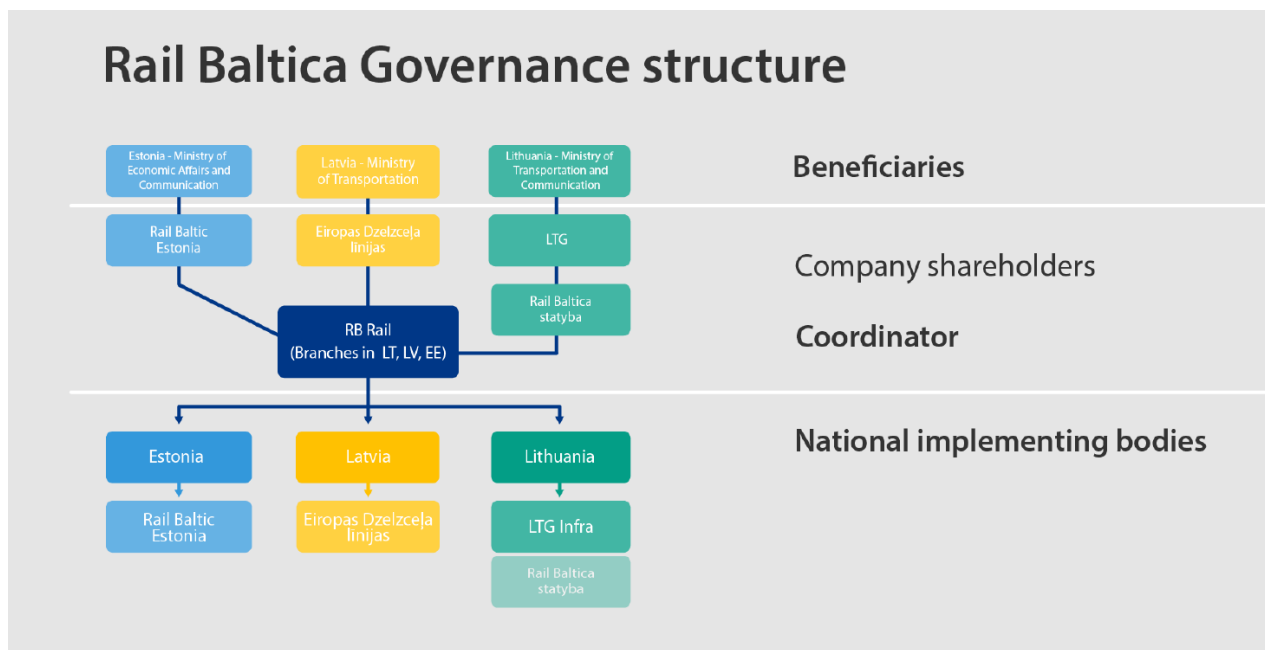 Rail Baltica Governance structure
Estonia - Ministry of
Economic Affairs and
Communication
Latvia - Ministry
of Transportation
Lithuania - Ministry of
Transportation and
Communication
Beneficiaries
Rail Baltic
Estonia
Eiropas Dzelzceļa
līnijas
LTG
Company shareholders
Rail Baltica
statyba
RB Rail
(Branches in LT, LV, EE)
Coordinator
Estonia
Latvia
Lithuania
National implementing bodies
Rail Baltic
Estonia
Eiropas Dzelzceļa
līnijas
LTG Infra
Rail Baltica
statyba